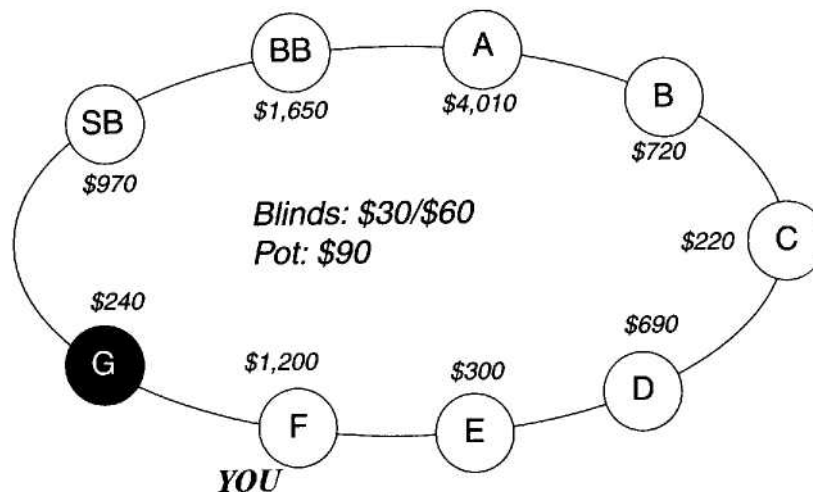 BB
A
B
SB
$1,650
$4,010
$720
$970
Blinds: $30/$60
Pot: $90
C
$220
$240
$690
G
$1,200
$300
D
F
E
YOU